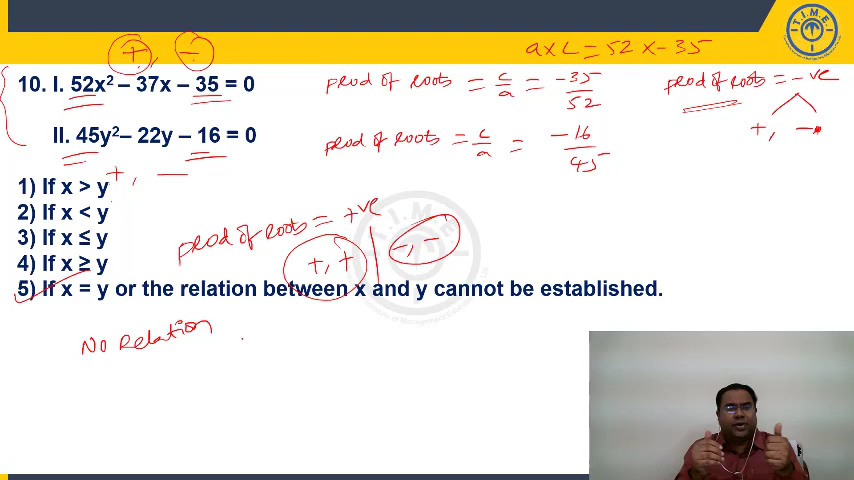 +, −
a x c = 52 x -35
T.I.M.E.
10. I. 52x² – 37x – 35 = 0
prod of roots = c/a = -35/52
prod of roots = -ve
+, -
II. 45y² – 22y – 16 = 0
prod of roots = c/a = -16/45
+, −
1) If x > y
2) If x < y
prod of roots = +ve
3) If x ≤ y
+, + | -, -
4) If x ≥ y
5) If x = y or the relation between x and y cannot be established.
No Relation